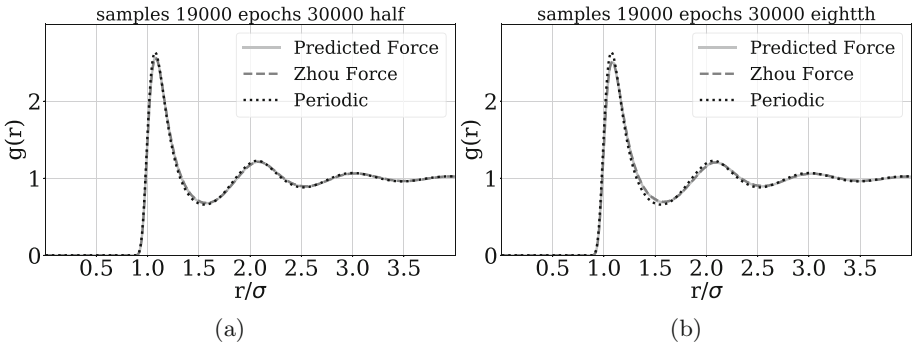 samples 19000 epochs 30000 half
Predicted Force
Zhou Force
Periodic
g(r)
2
1
0
0.5 1.0 1.5 2.0 2.5 3.0 3.5
r/σ
(a)
samples 19000 epochs 30000 eightth
Predicted Force
Zhou Force
Periodic
g(r)
2
1
0
0.5 1.0 1.5 2.0 2.5 3.0 3.5
r/σ
(b)